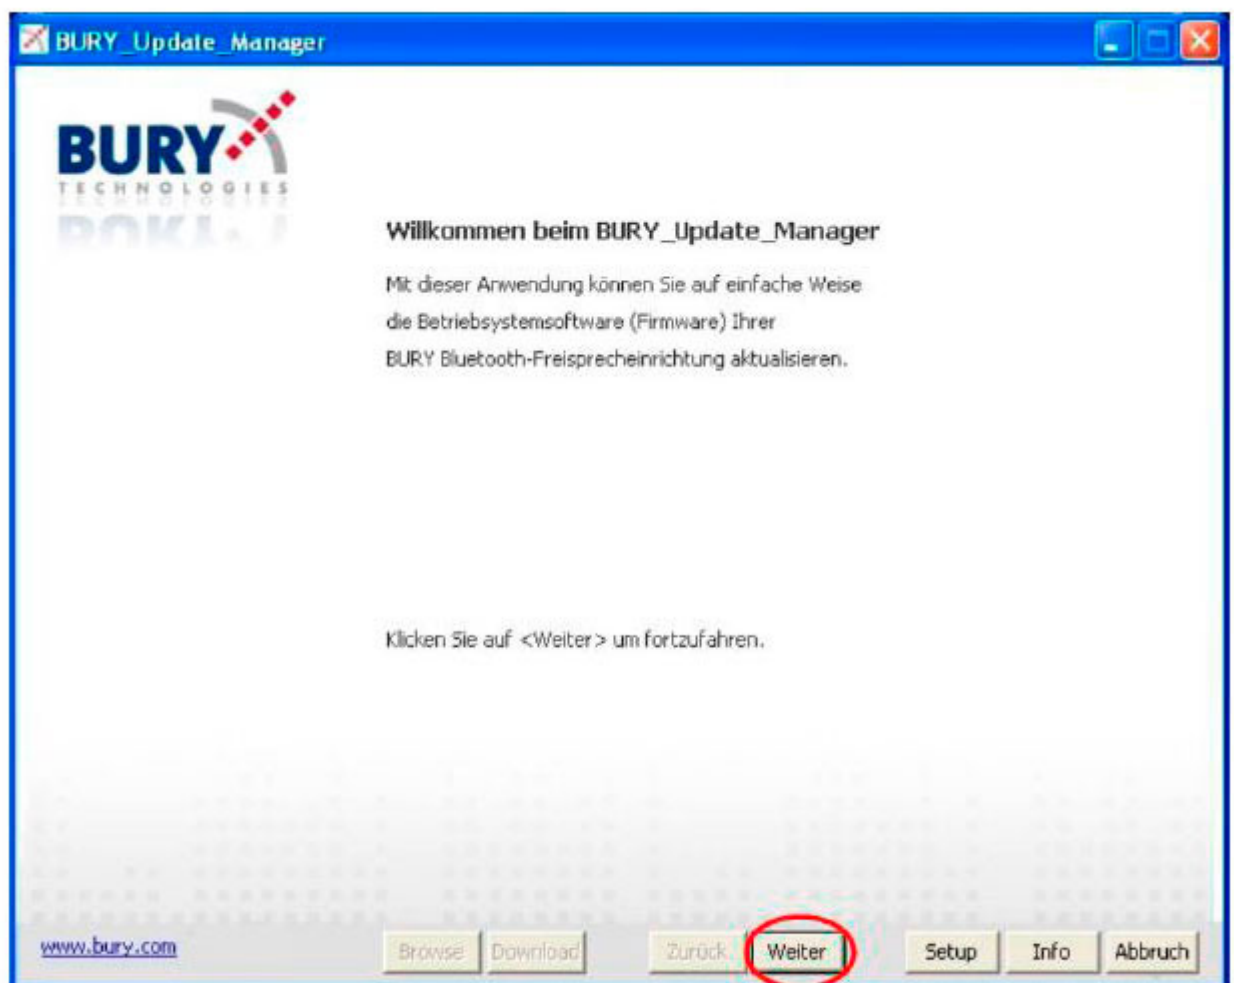 BURY_Update_Manager
BURY
TECHNOLOGIES
Willkommen beim BURY_Update_Manager
Mit dieser Anwendung können Sie auf einfache Weise
die Betriebsystemsoftware (Firmware) Ihrer
BURY Bluetooth-Freisprecheinrichtung aktualisieren.
Klicken Sie auf <Weiter> um fortzufahren.
www.bury.com
Browse Download Zurück Weiter Setup Info Abbruch